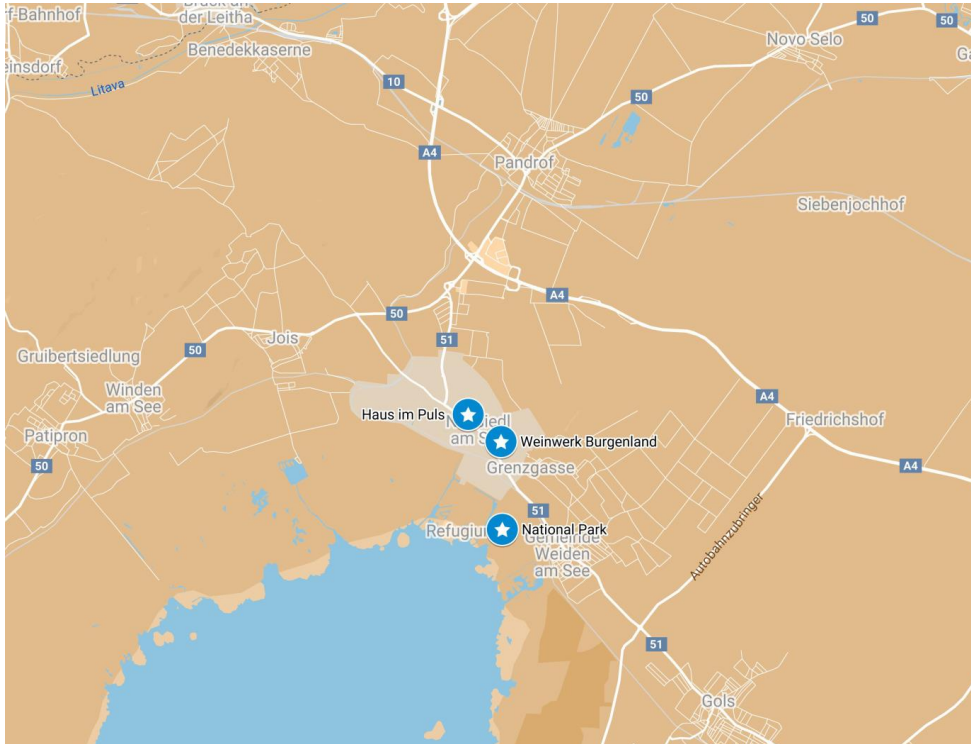 der Leitha
f-Bahnhof
Benedekkaserne
einsdorf
Litava
50
50
Novo Selo
10
50
A4
Pandrof
Siebenjochhof
A4
50
51
Jois
50
Gruibertsiedlung
Winden
am See
A4
Friedrichshof
Haus im Puls
Patipron
am S
Weinwerk Burgenland
Grenzgasse
50
A4
51
Autobahnzubringer
National Park
Weiden
am See
51
Gols